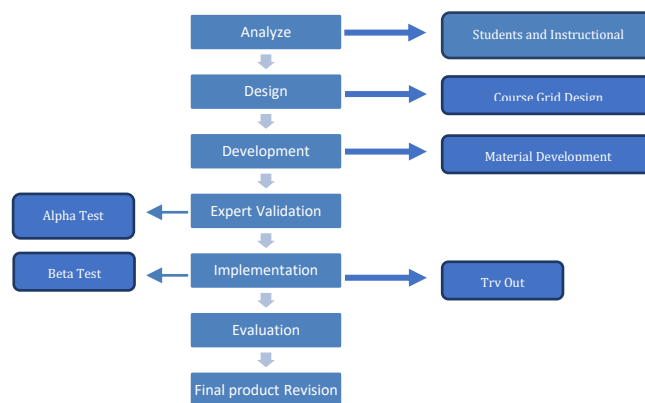 Analyze
Students and Instructional
Design
Course Grid Design
Development
Material Development
Expert Validation
Alpha Test
Implementation
Beta Test
Try Out
Evaluation
Final product Revision